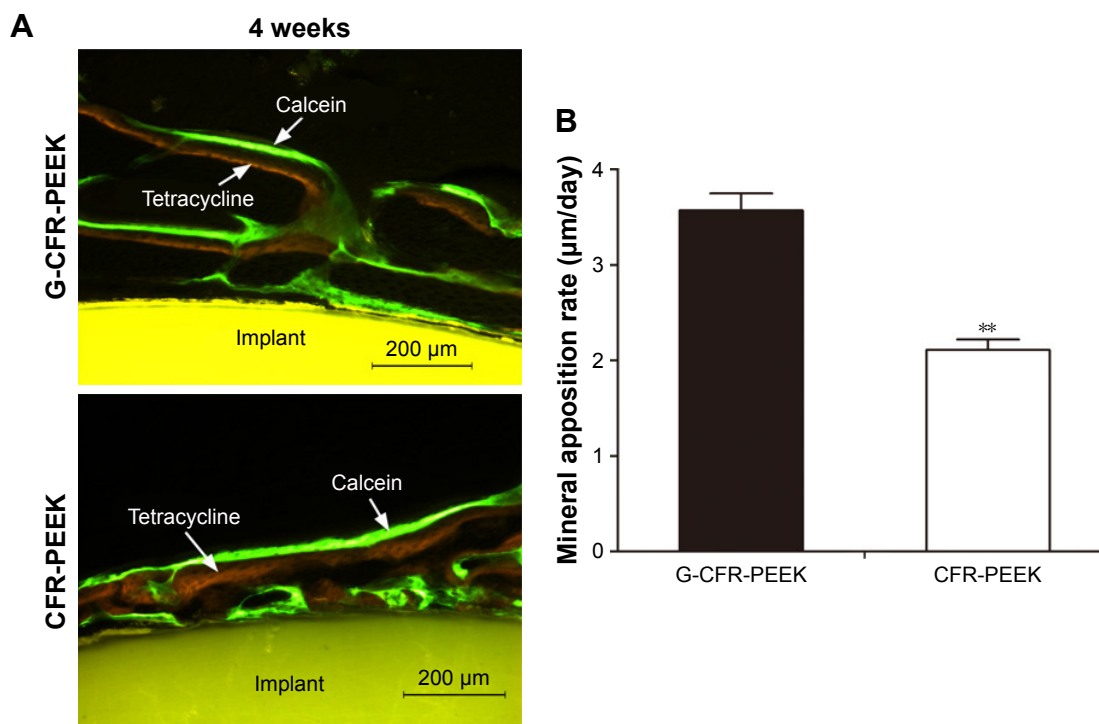 A
4 weeks
G-CFR-PEEK
Calcein
Tetracycline
Implant
200 µm
CFR-PEEK
Calcein
Tetracycline
Implant
200 µm
B
Mineral apposition rate (µm/day)
4
3
2
1
0
**
G-CFR-PEEK
CFR-PEEK